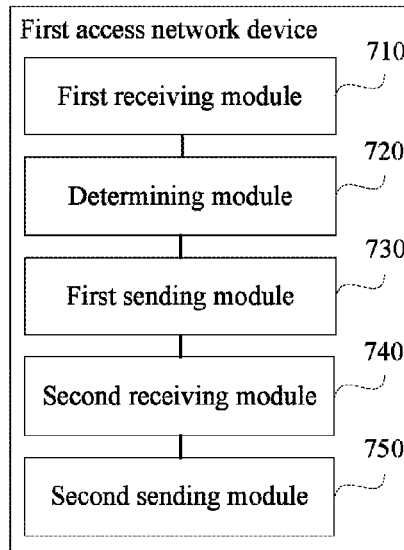 First access network device
710
First receiving module
720
Determining module
730
First sending module
740
Second receiving module
750
Second sending module